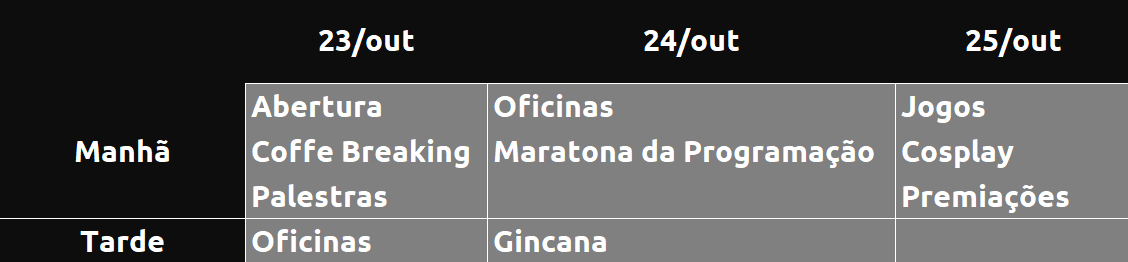 23/out 24/out 25/out
Abertura Oficinas Jogos
Manhã Coffe Breaking Maratona da Programação Cosplay
Palestras Premiações
Tarde Oficinas Gincana